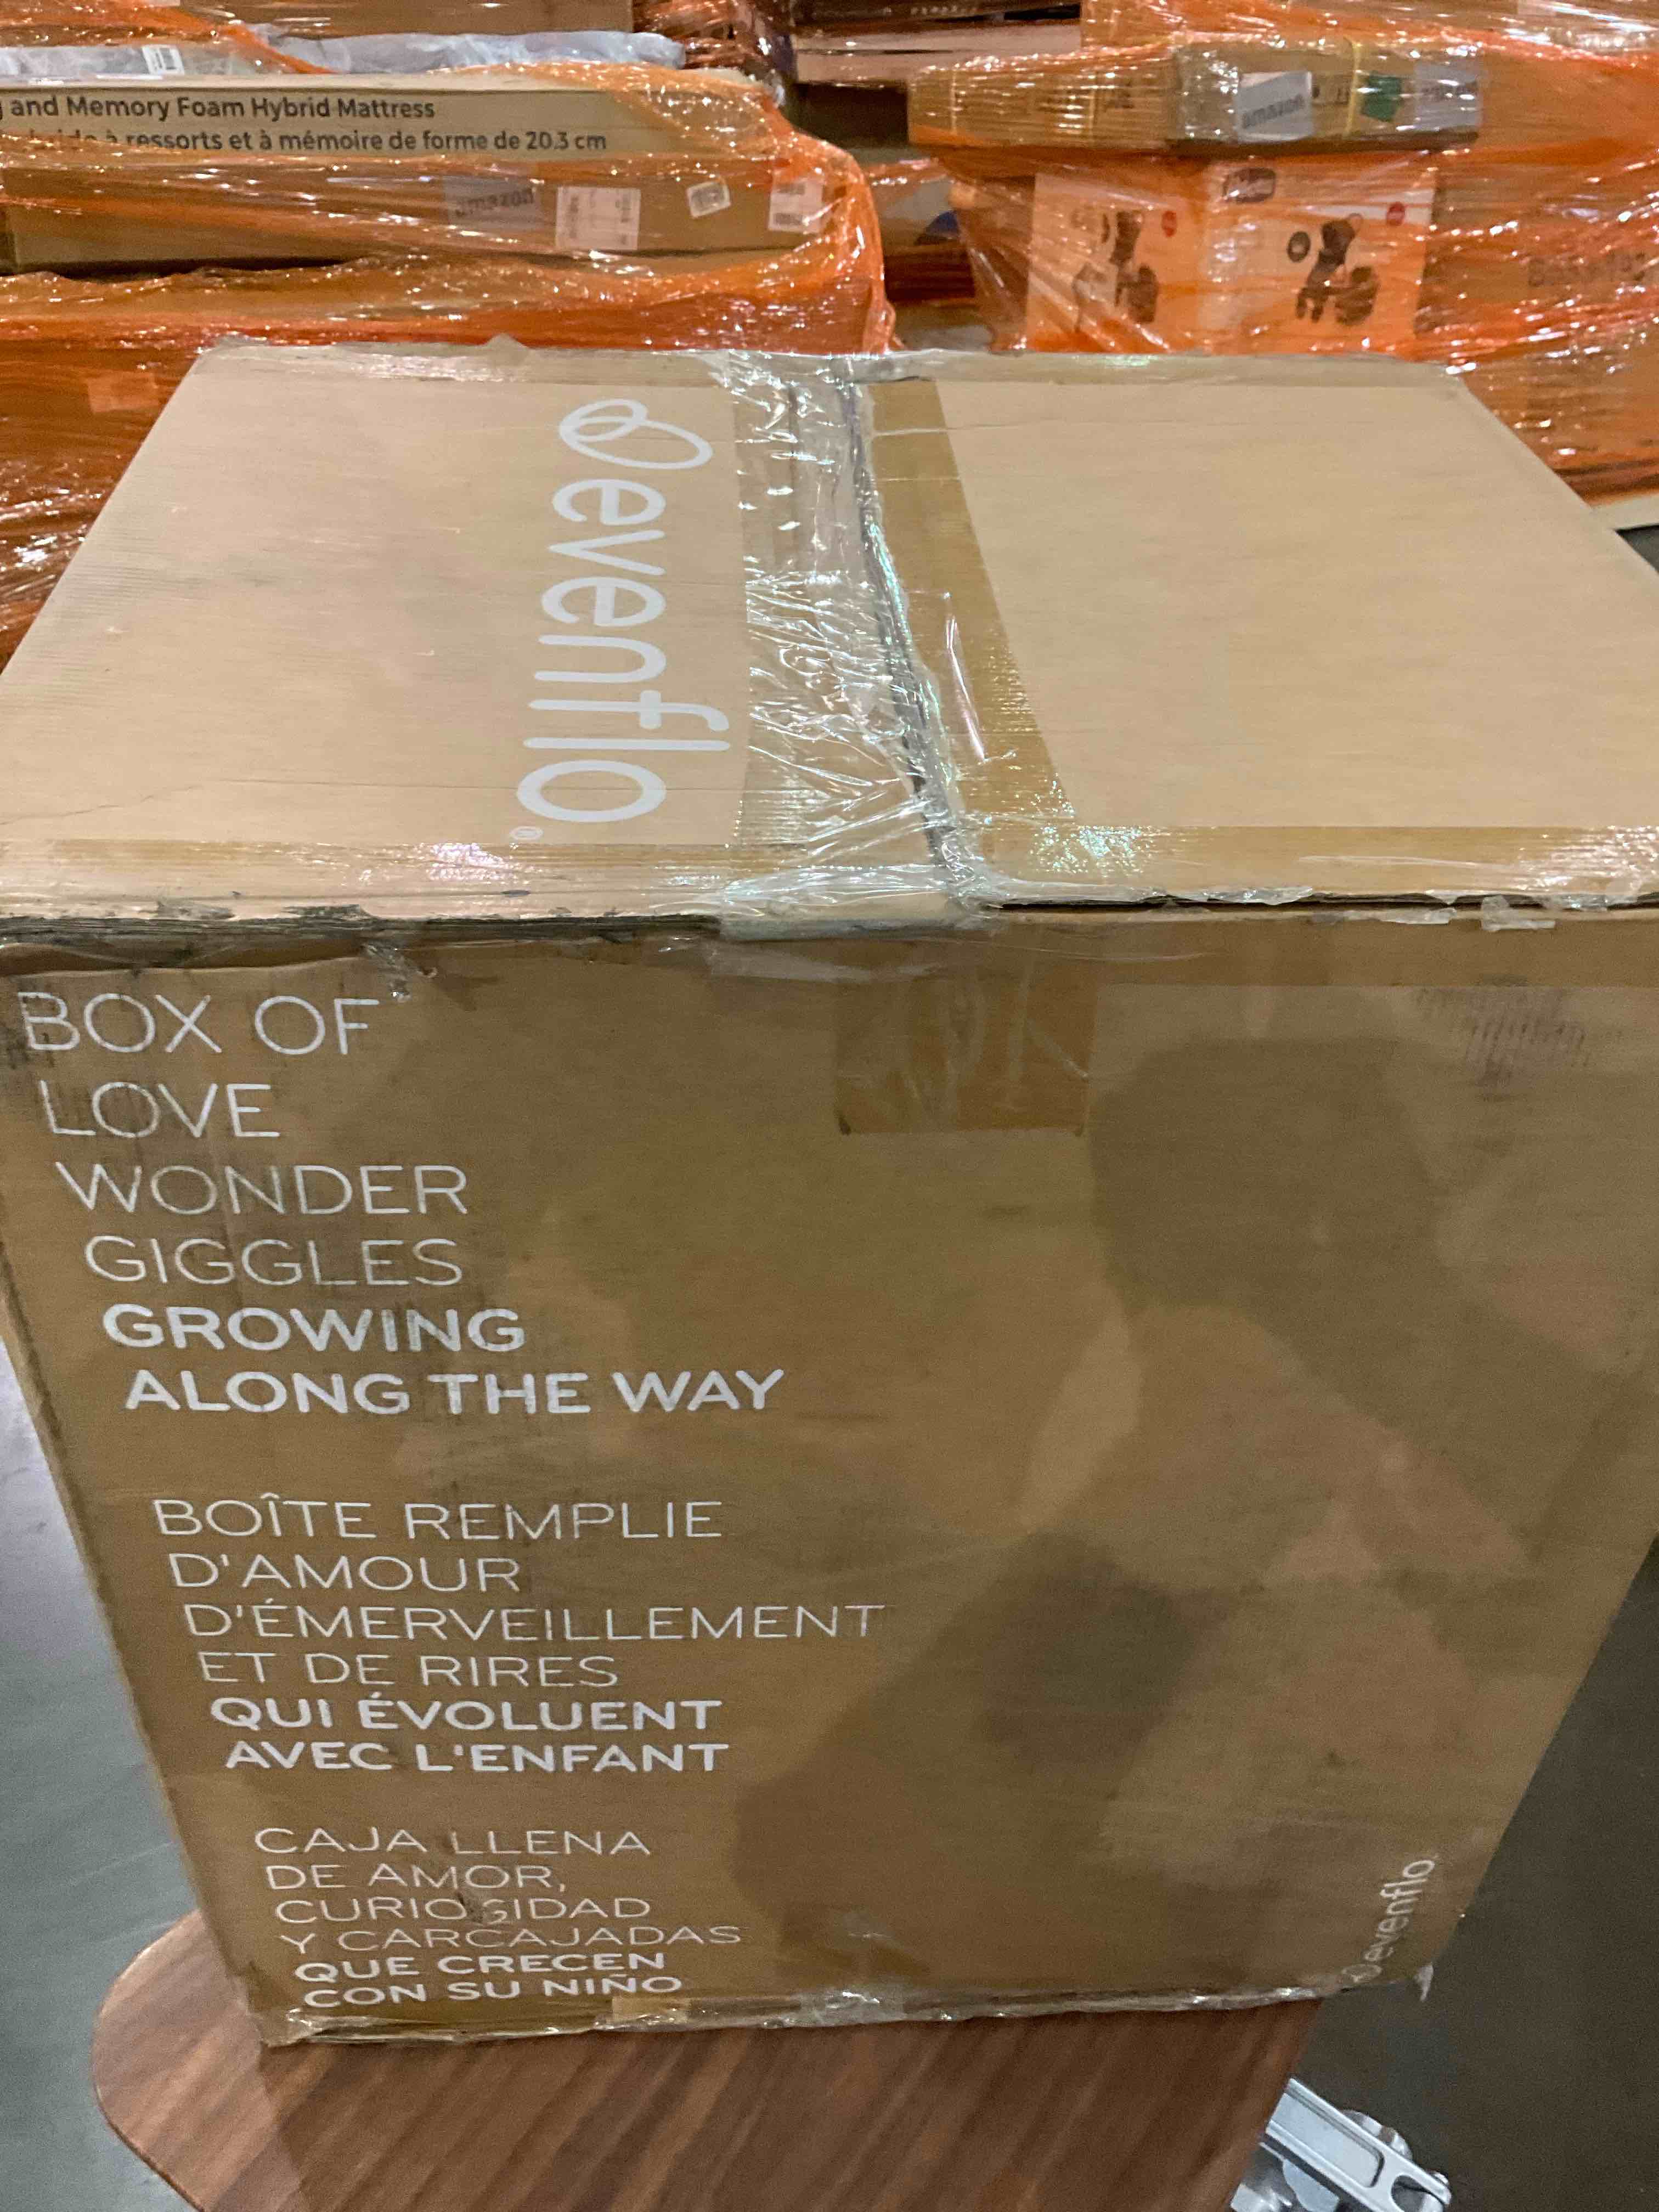 and Memory Foam Hybrid Mattress
à ressorts et à mémoire de forme de 20.3 cm
amazon
evenflo®
BOX OF
LOVE
WONDER
GIGGLES
GROWING
ALONG THE WAY
BOÎTE REMPLIE
D'AMOUR
D'ÉMERVEILLEMENT
ET DE RIRES
QUI ÉVOLUENT
AVEC L'ENFANT
CAJA LLENA
DE AMOR,
CURIOSIDAD
Y CARCAJADAS
QUE CRECEN
CON SU NIÑO
evenflo.